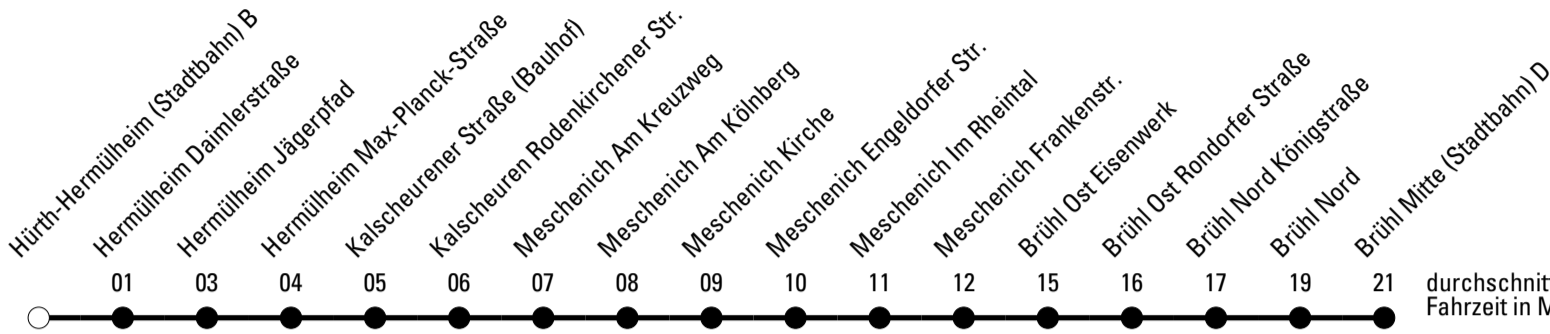 Hürth-Hermülheim (Stadtbahn) B
Hermülheim Daimlerstraße
Hermülheim Jägerpfad
Hermülheim Max-Planck-Straße
Kalscheurener Straße (Bauhof)
Kalscheuren Rodenkirchener Str.
Meschenich Am Kreuzweg
Meschenich Am Kölnberg
Meschenich Kirche
Meschenich Engeldorfer Str.
Meschenich Im Rheintal
Meschenich Frankenstr.
Brühl Ost Eisenwerk
Brühl Ost Rondorfer Straße
Brühl Nord Königstraße
Brühl Nord
Brühl Mitte (Stadtbahn) D
01 03 04 05 06 07 08 09 10 11 12 15 16 17 19 21
durchschnit
Fahrzeit in M